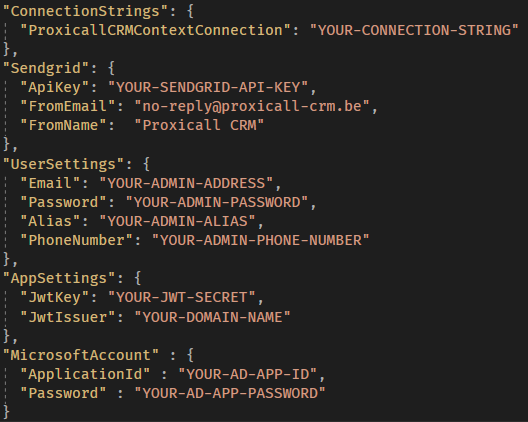 "ConnectionStrings": {
"ProxicallCRMContextConnection": "YOUR-CONNECTION-STRING"
},
"Sendgrid": {
"ApiKey": "YOUR-SENDGRID-API-KEY",
"FromEmail": "no-reply@proxicall-crm.be",
"FromName":  "Proxicall CRM"
},
"UserSettings": {
"Email": "YOUR-ADMIN-ADDRESS",
"Password": "YOUR-ADMIN-PASSWORD",
"Alias": "YOUR-ADMIN-ALIAS",
"PhoneNumber": "YOUR-ADMIN-PHONE-NUMBER"
},
"AppSettings": {
"JwtKey": "YOUR-JWT-SECRET",
"JwtIssuer": "YOUR-DOMAIN-NAME"
},
"MicrosoftAccount" : {
"ApplicationId" : "YOUR-AD-APP-ID",
"Password" : "YOUR-AD-APP-PASSWORD"
}